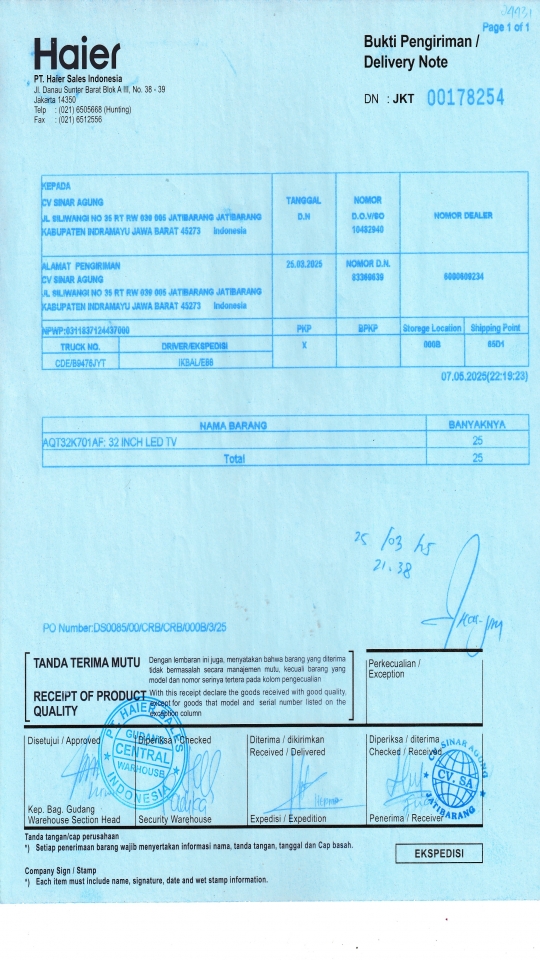 Page 1 of 1
Haier
PT. Haier Sales Indonesia
Jl. Danau Sunter Barat Blok A III, No. 38 - 39
Jakarta 14350
Telp : (021) 6505668 (Hunting)
Fax : (021) 6512556
Bukti Pengiriman /
Delivery Note
DN : JKT 00178254
KEPADA
CV SINAR AGUNG
JL SILIWANGI NO 35 RT RW 039 005 JATIBARANG JATIBARANG
KABUPATEN INDRAMAYU JAWA BARAT 45273 Indonesia
TANGGAL
D.N
NOMOR
D.O.V/SO
10482940
NOMOR DEALER
ALAMAT PENGIRIMAN
CV SINAR AGUNG
JL SILIWANGI NO 35 RT RW 039 005 JATIBARANG JATIBARANG
KABUPATEN INDRAMAYU JAWA BARAT 45273 Indonesia
25.03.2025
NOMOR D.N.
83369639
6600609234
NPWP:0311837124437000
PKP
BPKP
Storege Location
Shipping Point
TRUCK NO.
DRIVER/EKSPEDISI
X
000B
85D1
CDE/B9476JYT
IKBAL/E86
07.05.2025(22:19:23)
NAMA BARANG
BANYAKNYA
AQT32K701AF: 32 INCH LED TV
25
Total
25
25 /03 25
21.38
PO Number:DS0085/00/CRB/CRB/000B/3/25
TANDA TERIMA MUTU
Dengan lembaran ini juga, menyatakan bahwa barang yang diterima
tidak bermasalah secara manajemen mutu, kecuali barang yang
model dan nomor serinya tertera pada kolom pengecualian
RECEIPT OF PRODUCT
QUALITY
With this receipt declare the goods received with good quality,
except for goods that model and serial number listed on the
exception column
Perkecualian /
Exception
Disetujui / Approved
Diperiksa / Checked
Diterima / dikirimkan
Received / Delivered
Diperiksa / diterima
Checked / Received
PT. HAIER SALES
GUDANG
CENTRAL
WAREHOUSE
INDONESIA
CV. SINAR AGUNG
CV. SA
JATIBARANG
Kep. Bag. Gudang
Warehouse Section Head
Security Warehouse
Expedisi / Expedition
Penerima / Receiver
Tanda tangan/cap perusahaan
*) Setiap penerimaan barang wajib menyertakan informasi nama, tanda tangan, tanggal dan Cap basah.
EKSPEDISI
Company Sign / Stamp
*) Each item must include name, signature, date and wet stamp information.